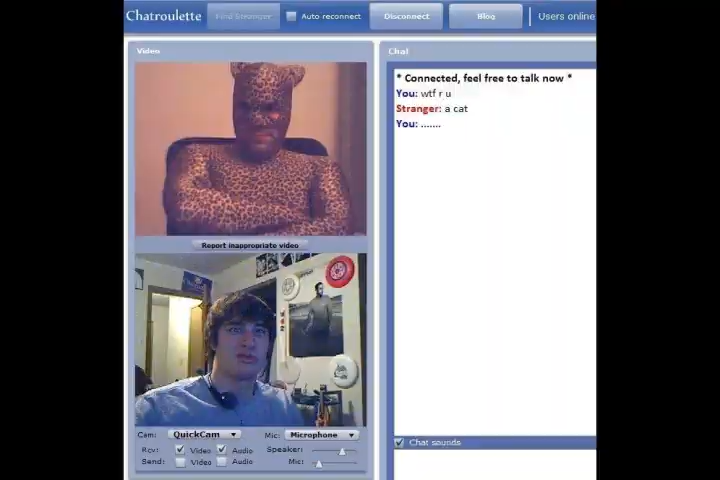 Chatroulette Find Stranger Auto reconnect Disconnect Blog Users online
Video
Chat
* Connected, feel free to talk now *
You: wtf r u
Stranger: a cat
You: .......
Report inappropriate video
Cam: QuickCam Mic: Microphone
Rcv: Video Audio Speaker:
Send: Video Audio Mic:
Chat sounds